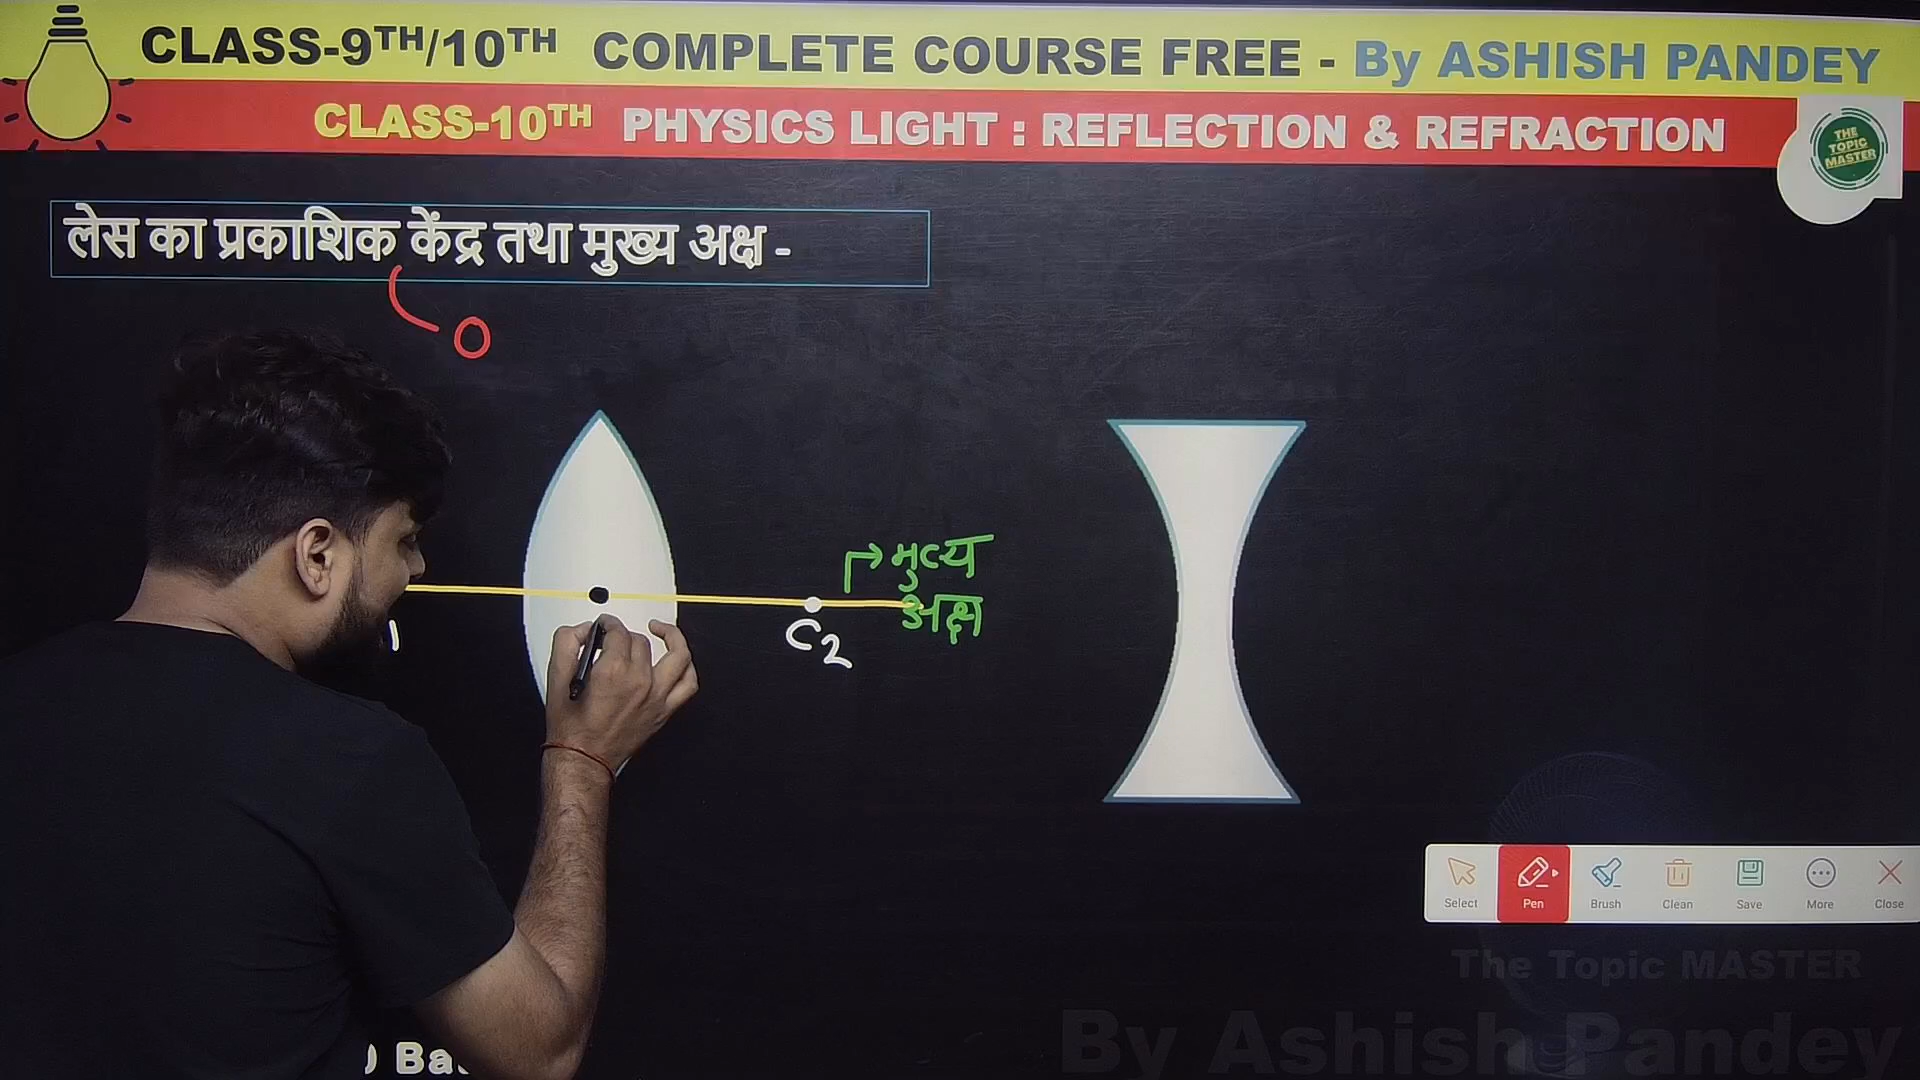 CLASS-9TH/10TH COMPLETE COURSE FREE - By ASHISH PANDEY
CLASS-10TH PHYSICS LIGHT : REFLECTION & REFRACTION
THE
TOPIC
MASTER
लेस का प्रकाशिक केंद्र तथा मुख्य अक्ष -
O
मुख्य
अक्ष
1
C2
Select
Pen
Brush
Clean
Save
More
Close
The Topic MASTER
By Ashish Pandey